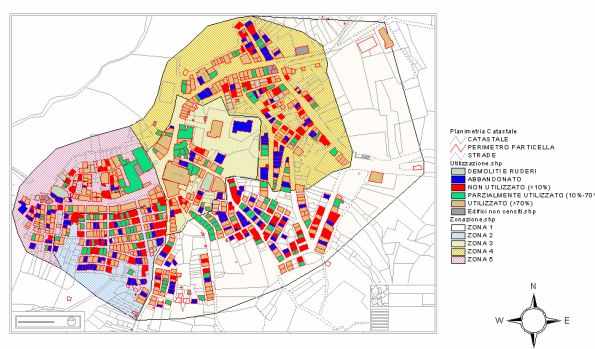 Planimetria Catastale
CATASTALE
PERIMETRO PARTICELLA
STRADE
Utilizzazione.shp
DEMOLITI E RUDERI
ABBANDONATO
NON UTILIZZATO (<10%)
PARZIALMENTE UTILIZZATO (10%-70%
UTILIZZATO (>70%)
Edifici non censiti.shp
Zonazione.shp
ZONA 1
ZONA 2
ZONA 3
ZONA 4
ZONA 5
N
W E
S